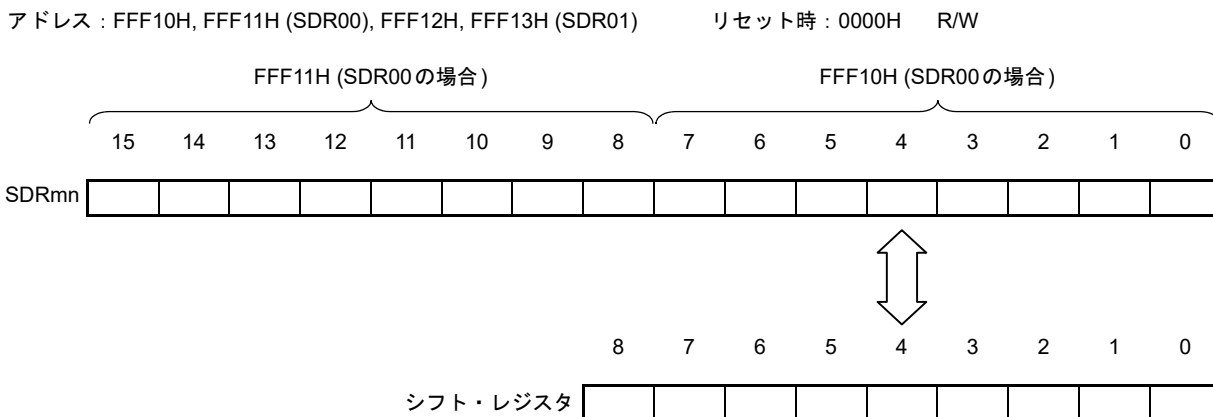 アドレス：FFF10H, FFF11H (SDR00), FFF12H, FFF13H (SDR01)　　リセット時：0000H　R/W
FFF11H (SDR00の場合)　　FFF10H (SDR00の場合)
15 14 13 12 11 10 9 8 7 6 5 4 3 2 1 0
SDRmn
8 7 6 5 4 3 2 1 0
シフト・レジスタ